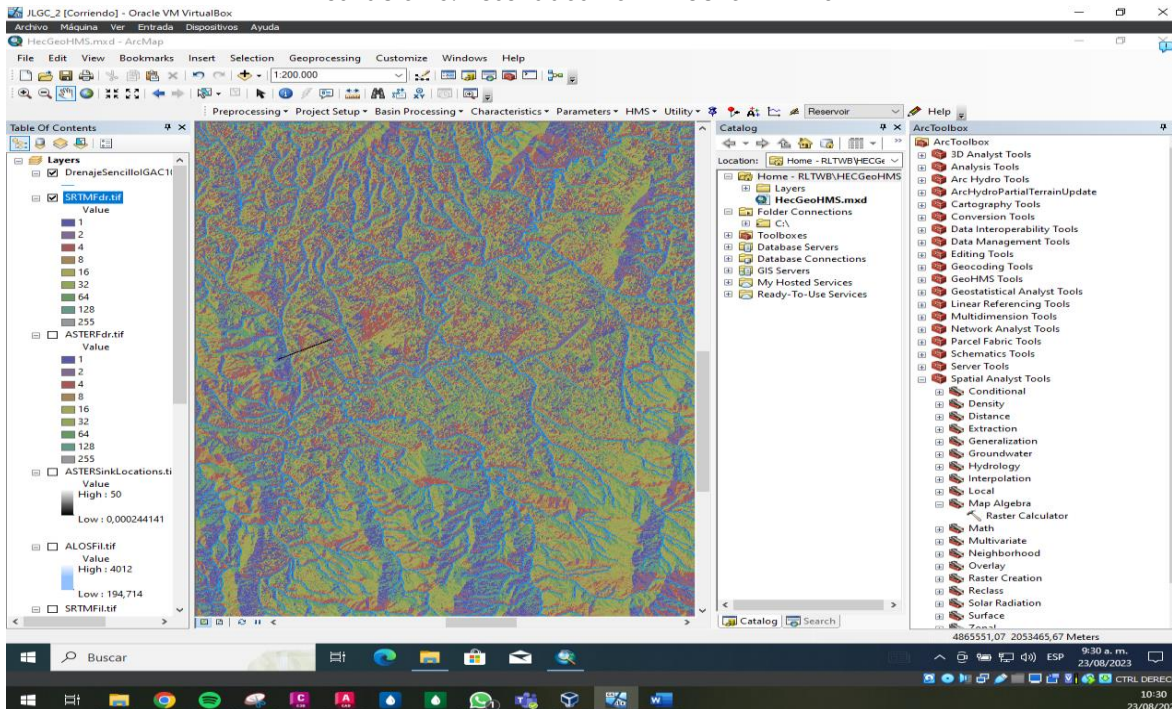 JLGC_2 [Corriendo] - Oracle VM VirtualBox
Archivo Máquina Ver Entrada Dispositivos Ayuda
HecGeoHMS.mxd - ArcMap
File Edit View Bookmarks Insert Selection Geoprocessing Customize Windows Help
1:200.000
Preprocessing Project Setup Basin Processing Characteristics Parameters HMS Utility Reservoir Help
Table Of Contents
Layers
DrenajeSencilloIGAC1
SRTMFdr.tif
Value
1
2
4
8
16
32
64
128
255
ASTERFdr.tif
Value
1
2
4
8
16
32
64
128
255
ASTERSinkLocations.ti
Value
High : 50
Low : 0,000244141
ALOSFil.tif
Value
High : 4012
Low : 194,714
SRTMFil.tif
Catalog
Location: Home - RLTWB\HECGe
Home - RLTWB\HECGeoHMS
Layers
HecGeoHMS.mxd
Folder Connections
C:\
Toolboxes
Database Servers
Database Connections
GIS Servers
My Hosted Services
Ready-To-Use Services
Catalog Search
ArcToolbox
ArcToolbox
3D Analyst Tools
Analysis Tools
Arc Hydro Tools
ArcHydroPartialTerrainUpdate
Cartography Tools
Conversion Tools
Data Interoperability Tools
Data Management Tools
Editing Tools
Geocoding Tools
GeoHMS Tools
Geostatistical Analyst Tools
Linear Referencing Tools
Multidimension Tools
Network Analyst Tools
Parcel Fabric Tools
Schematics Tools
Server Tools
Spatial Analyst Tools
Conditional
Density
Distance
Extraction
Generalization
Groundwater
Hydrology
Interpolation
Local
Map Algebra
Raster Calculator
Math
Multivariate
Neighborhood
Overlay
Raster Creation
Reclass
Solar Radiation
Surface
Zonal
4865551,07 2053465,67 Meters
Buscar
ESP
9:30 a. m.
23/08/2023
CTRL DEREC
10:30
23/08/20